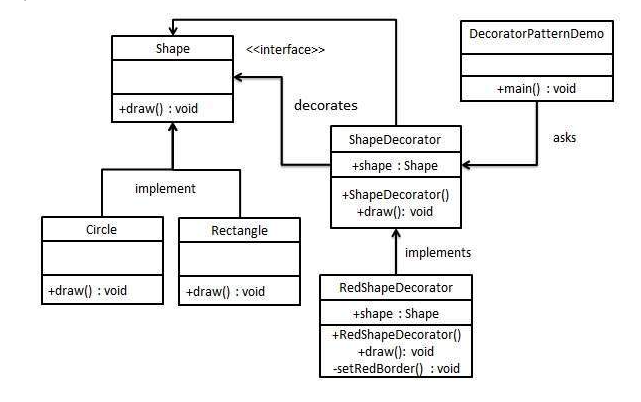 Shape
<<interface>>
+draw() : void
DecoratorPatternDemo
+main() : void
decorates
asks
ShapeDecorator
+shape : Shape
+ShapeDecorator()
+draw(): void
implement
Circle
+draw() : void
Rectangle
+draw() : void
implements
RedShapeDecorator
+shape : Shape
+RedShapeDecorator()
+draw(): void
-setRedBorder() : void